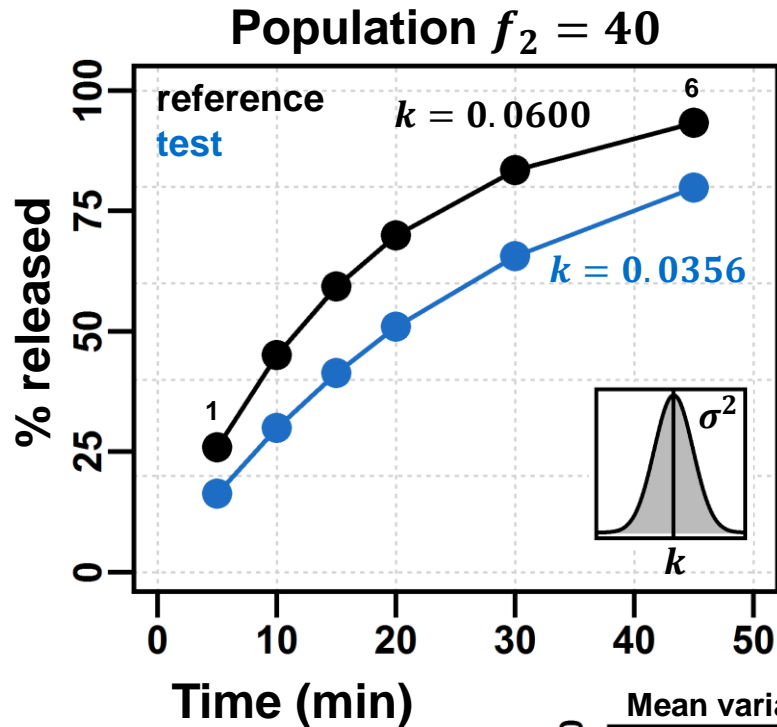 Population f₂ = 40
reference
test
k = 0.0600
k = 0.0356
1
6
% released
100
75
50
25
0
σ²
k
0
10
20
30
40
50
Time (min)